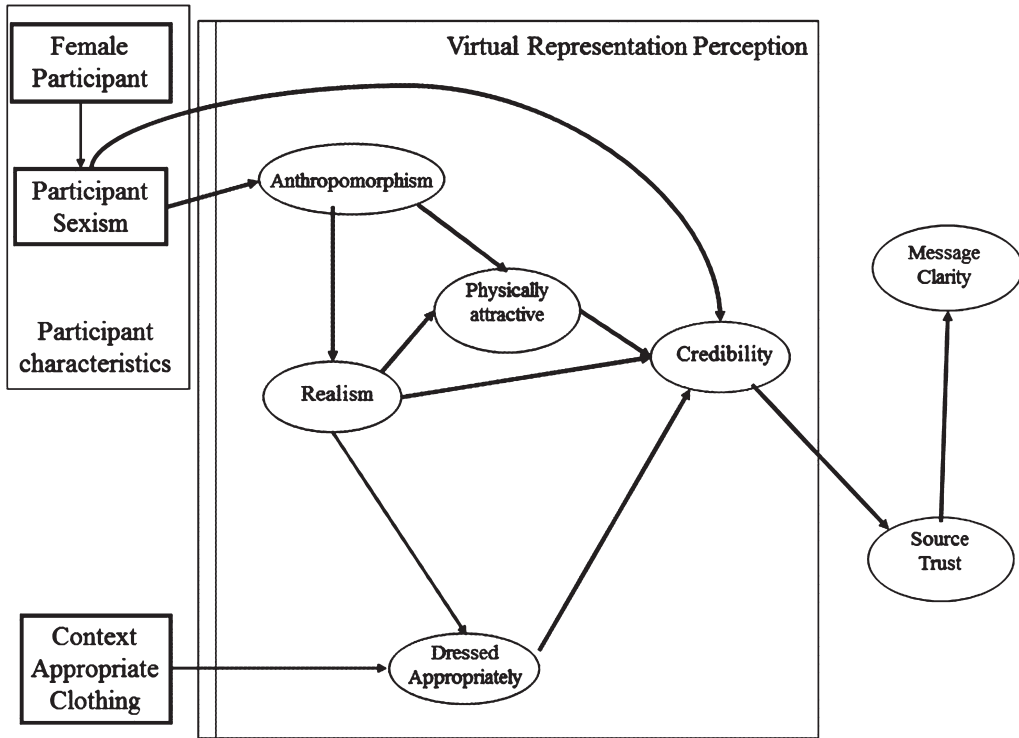 Female
Participant
Virtual Representation Perception
Participant
Sexism
Anthropomorphism
Message
Clarity
Physically
attractive
Participant
characteristics
Credibility
Realism
Source
Trust
Context
Appropriate
Clothing
Dressed
Appropriately